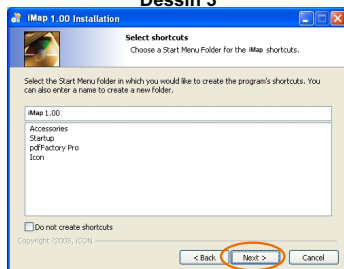 Dessin 3
iMap 1.00 Installation
Select shortcuts
Choose a Start Menu Folder for the iMap shortcuts.
Select the Start Menu folder in which you would like to create the program's shortcuts. You
can also enter a name to create a new folder.
iMap 1.00
Accessories
Startup
pdfFactory Pro
Icon
Do not create shortcuts
Copyright ?2008, iCON
< Back
Next >
Cancel